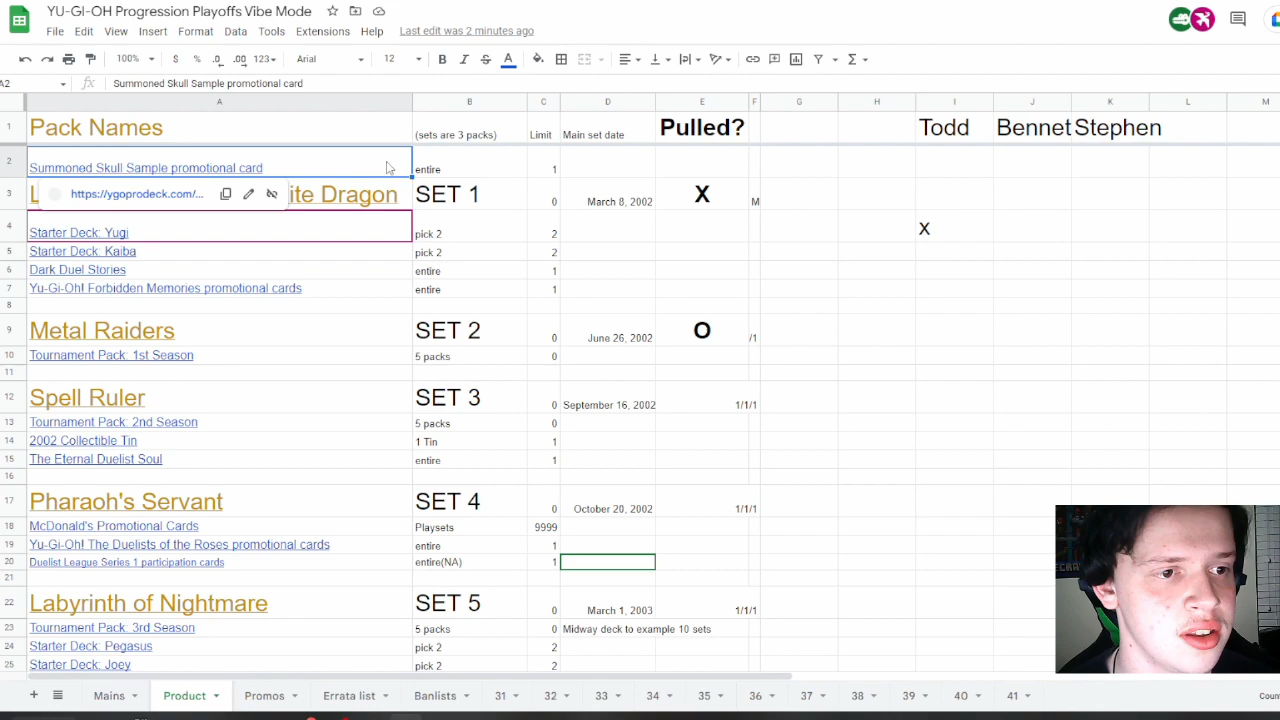 YU-GI-OH Progression Playoffs Vibe Mode
File Edit View Insert Format Data Tools Extensions Help Last edit was 2 minutes ago
100% $ % .0 .00 123 Arial 12 B I S A
A2 fx Summoned Skull Sample promotional card
A B C D E F G H I J K L M
1 Pack Names (sets are 3 packs) Limit Main set date Pulled? Todd Bennet Stephen
2 Summoned Skull Sample promotional card entire 1
3 L ite Dragon SET 1 0 March 8, 2002 X M
https://ygoprodeck.com/...
4 Starter Deck: Yugi pick 2 2 X
5 Starter Deck: Kaiba pick 2 2
6 Dark Duel Stories entire 1
7 Yu-Gi-Oh! Forbidden Memories promotional cards entire 1
8
9 Metal Raiders SET 2 0 June 26, 2002 O /1
10 Tournament Pack: 1st Season 5 packs 0
11
12 Spell Ruler SET 3 0 September 16, 2002 1/1/1
13 Tournament Pack: 2nd Season 5 packs 0
14 2002 Collectible Tin 1 Tin 1
15 The Eternal Duelist Soul entire 1
16
17 Pharaoh's Servant SET 4 0 October 20, 2002 1/1/1
18 McDonald's Promotional Cards Playsets 9999
19 Yu-Gi-Oh! The Duelists of the Roses promotional cards entire 1
20 Duelist League Series 1 participation cards entire(NA) 1
21
22 Labyrinth of Nightmare SET 5 0 March 1, 2003 1/1/1
23 Tournament Pack: 3rd Season 5 packs 0 Midway deck to example 10 sets
24 Starter Deck: Pegasus pick 2 2
25 Starter Deck: Joey pick 2 2
Mains Product Promos Errata list Banlists 31 32 33 34 35 36 37 38 39 40 41 Coun